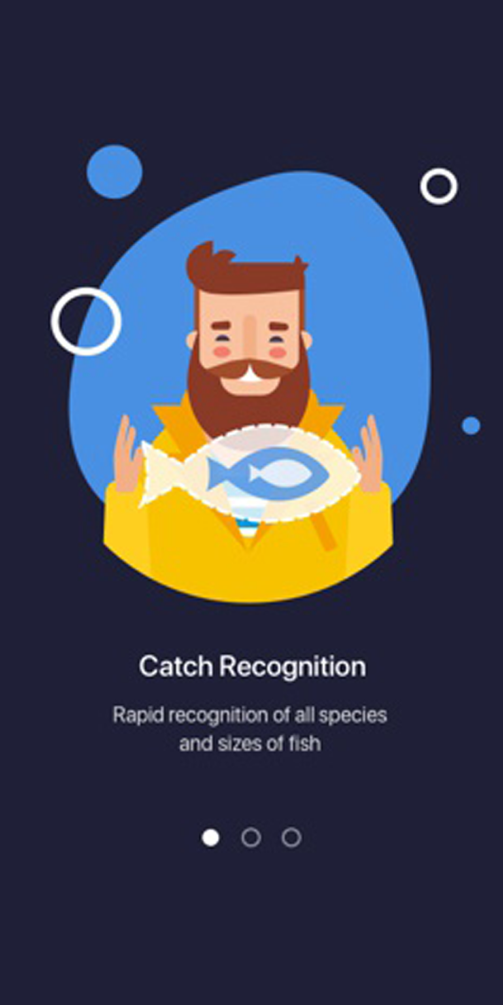 Catch Recognition
Rapid recognition of all species
and sizes of fish